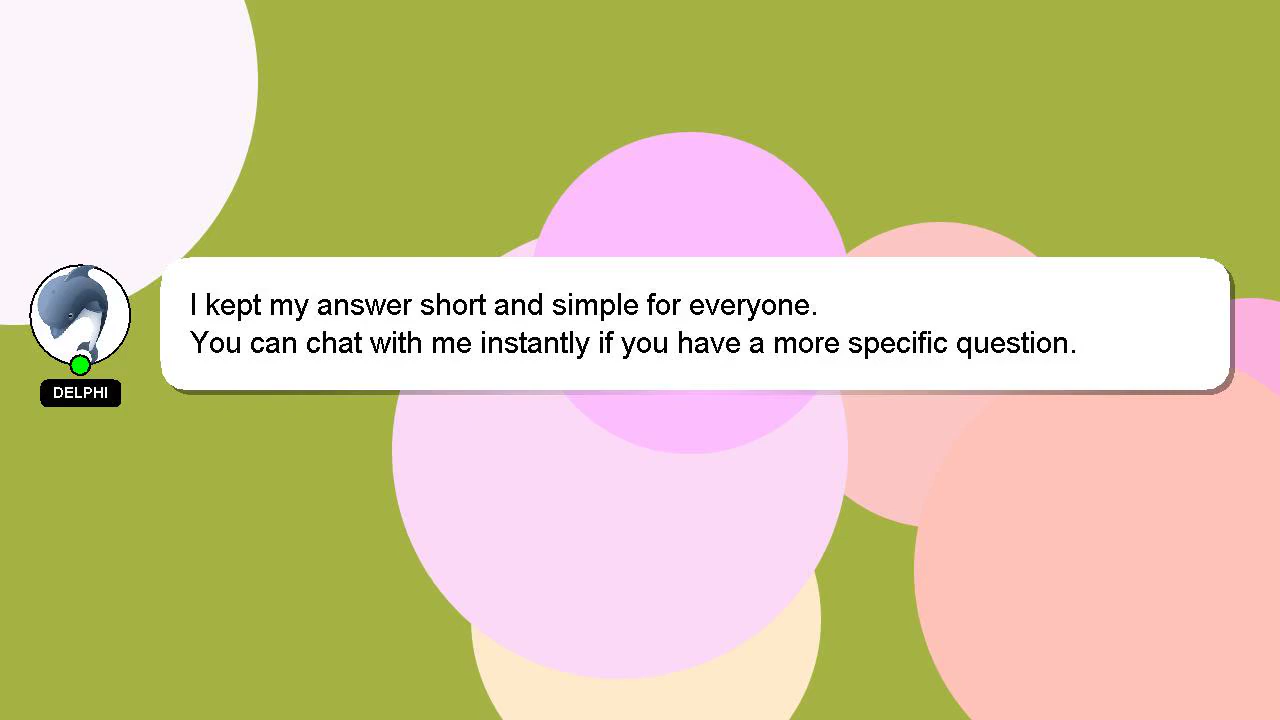 I kept my answer short and simple for everyone.
You can chat with me instantly if you have a more specific question.
DELPHI